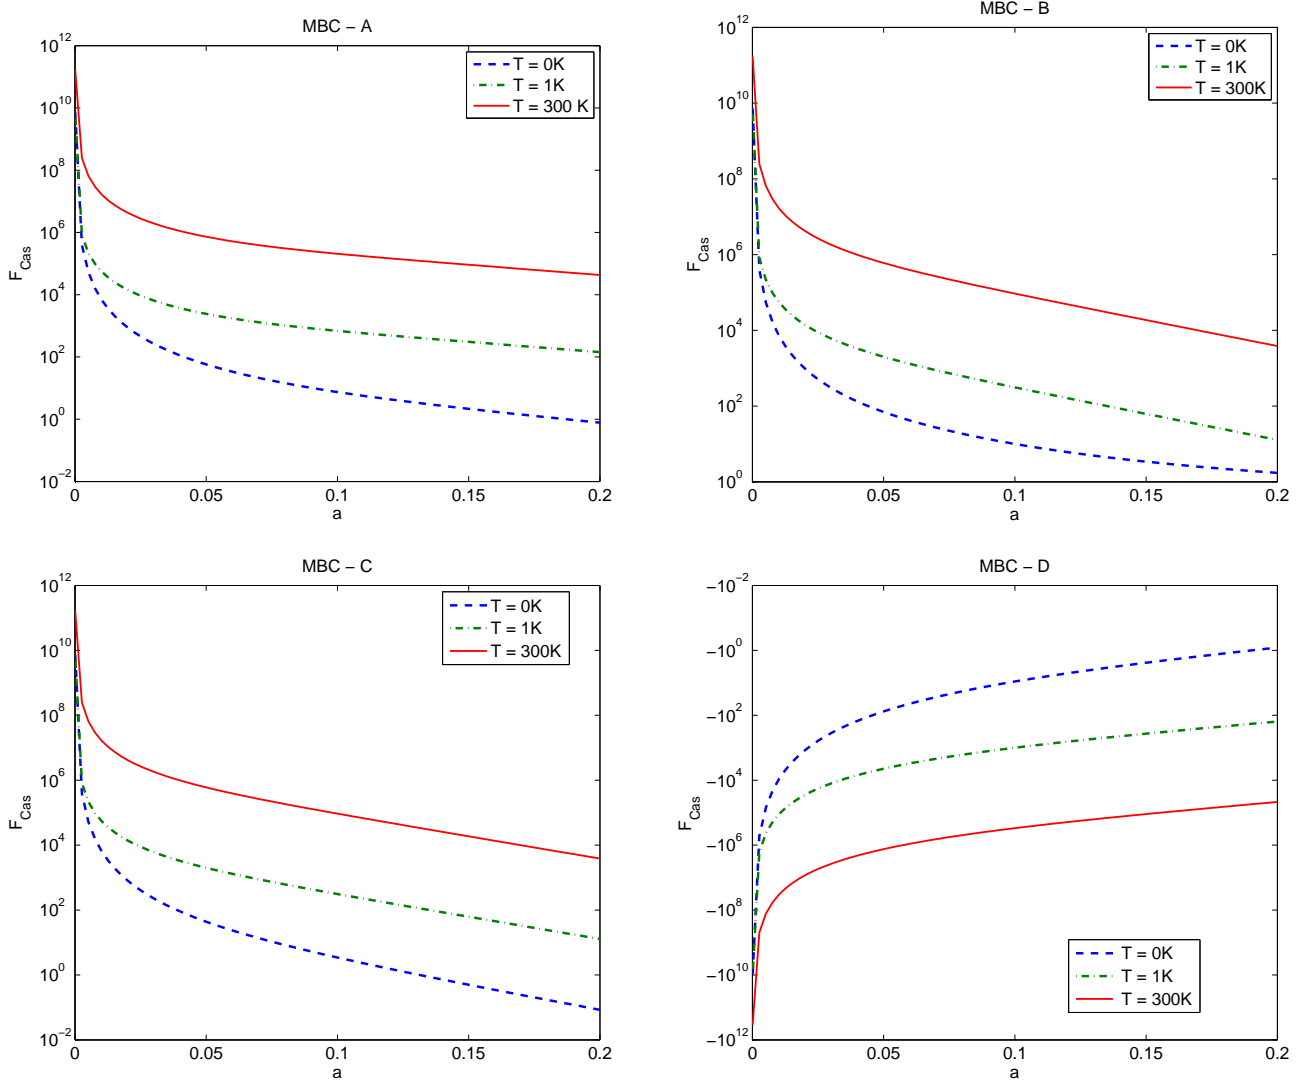 MBC – A
10^12
10^10
10^8
10^6
10^4
10^2
10^0
10^−2
F_Cas
0 0.05 0.1 0.15 0.2
a
T = 0K
T = 1K
T = 300 K
MBC – B
10^12
10^10
10^8
10^6
10^4
10^2
10^0
F_Cas
0 0.05 0.1 0.15 0.2
a
T = 0K
T = 1K
T = 300K
MBC – C
10^12
10^10
10^8
10^6
10^4
10^2
10^0
10^−2
F_Cas
0 0.05 0.1 0.15 0.2
a
T = 0K
T = 1K
T = 300K
MBC – D
−10^−2
−10^0
−10^2
−10^4
−10^6
−10^8
−10^10
−10^12
F_Cas
0 0.05 0.1 0.15 0.2
a
T = 0K
T = 1K
T = 300K